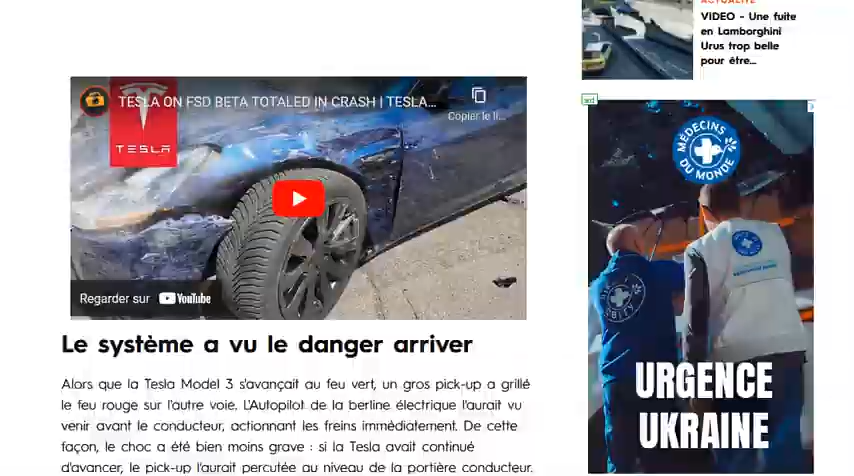 ACTUALITÉ
VIDEO - Une fuite
en Lamborghini
Urus trop belle
pour être...
TESLA ON FSD BETA TOTALED IN CRASH | TESLA...
Copier le li...
TESLA
Regarder sur YouTube
Le système a vu le danger arriver
Alors que la Tesla Model 3 s'avançait au feu vert, un gros pick-up a grillé
le feu rouge sur l'autre voie. L'Autopilot de la berline électrique l'aurait vu
venir avant le conducteur, actionnant les freins immédiatement. De cette
façon, le choc a été bien moins grave : si la Tesla avait continué
d'avancer, le pick-up l'aurait percutée au niveau de la portière conducteur.
MÉDECINS
DU MONDE
URGENCE
UKRAINE